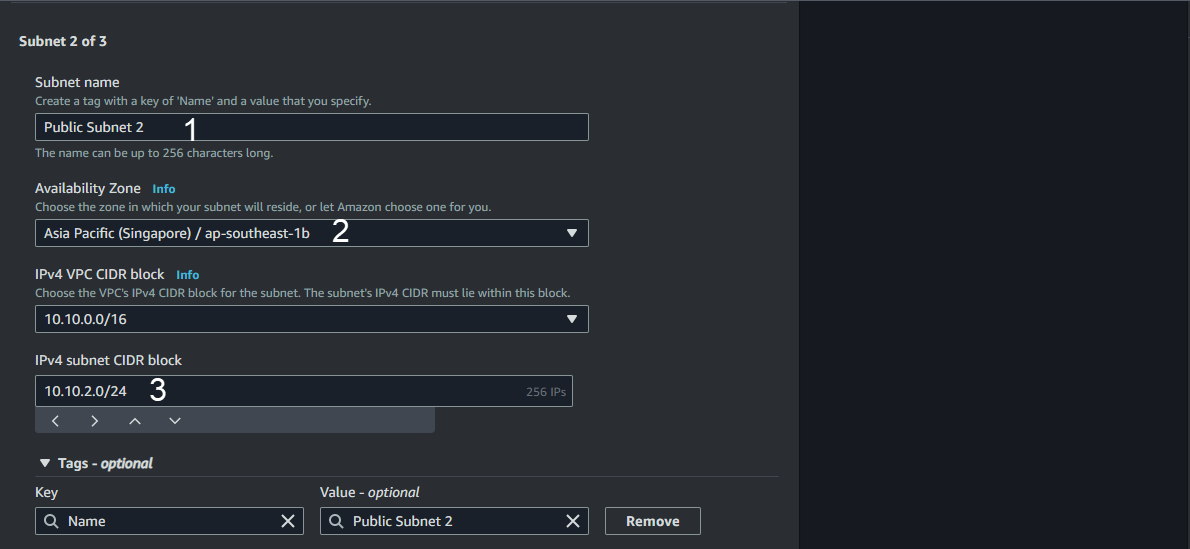 Subnet 2 of 3
Subnet name
Create a tag with a key of 'Name' and a value that you specify.
Public Subnet 2 1
The name can be up to 256 characters long.
Availability Zone Info
Choose the zone in which your subnet will reside, or let Amazon choose one for you.
Asia Pacific (Singapore) / ap-southeast-1b 2
IPv4 VPC CIDR block Info
Choose the VPC's IPv4 CIDR block for the subnet. The subnet's IPv4 CIDR must lie within this block.
10.10.0.0/16
IPv4 subnet CIDR block
10.10.2.0/24 3 256 IPs
Tags - optional
Key Value - optional
Name Public Subnet 2 Remove